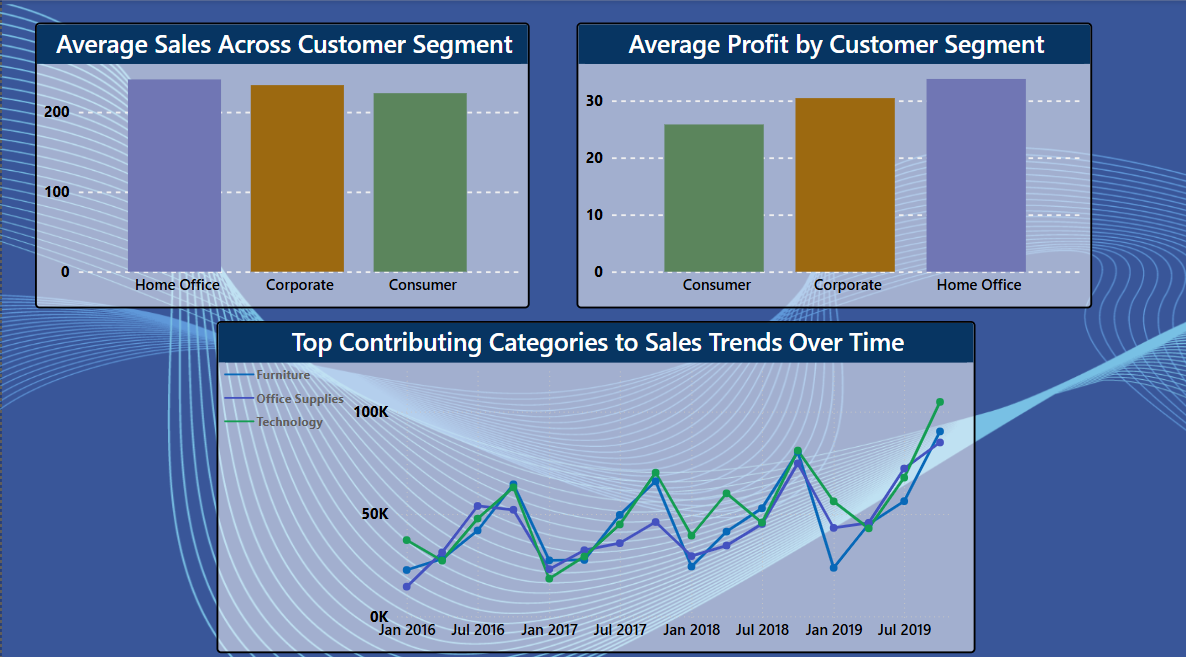 Average Sales Across Customer Segment
200
100
0
Home Office Corporate Consumer
Average Profit by Customer Segment
30
20
10
0
Consumer Corporate Home Office
Top Contributing Categories to Sales Trends Over Time
Furniture
Office Supplies
Technology
100K
50K
0K
Jan 2016 Jul 2016 Jan 2017 Jul 2017 Jan 2018 Jul 2018 Jan 2019 Jul 2019